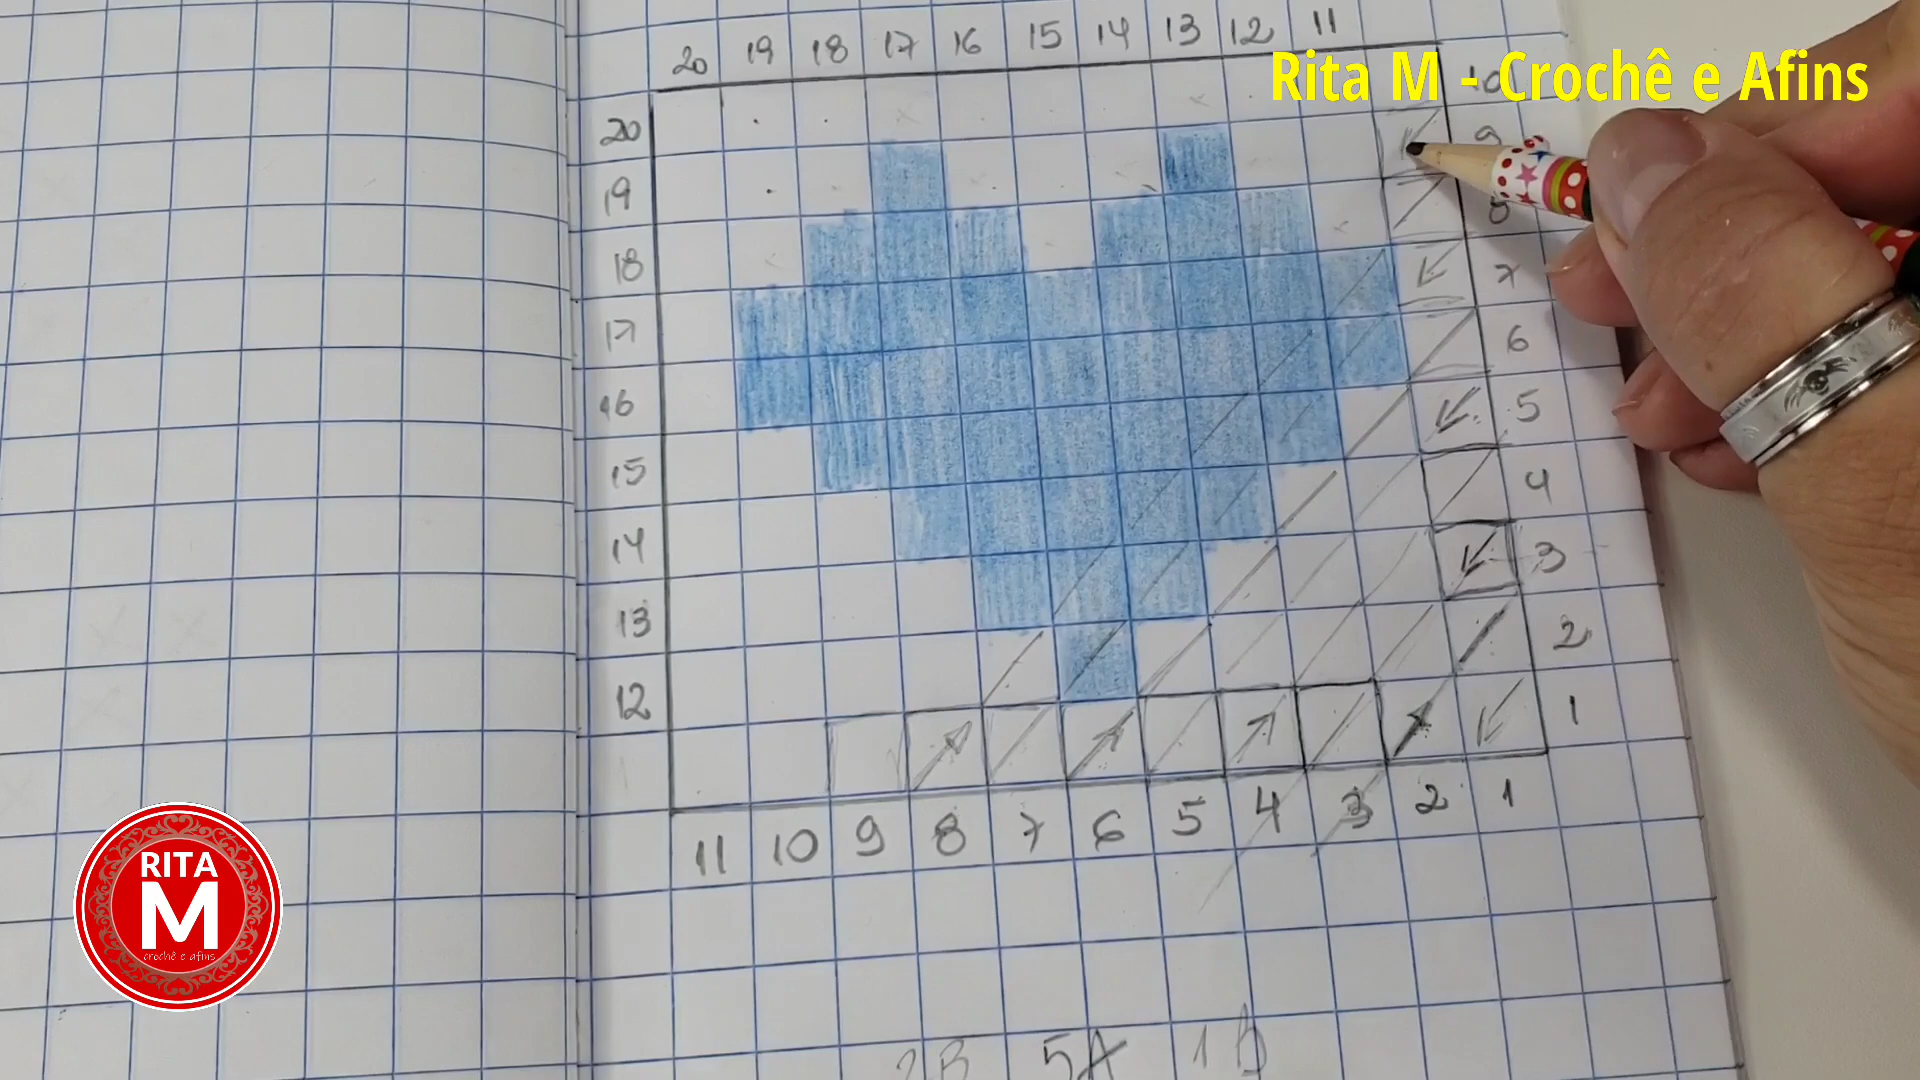 20 19 18 17 16 15 14 13 12 11
Rita M - Crochê e Afins
10
20
9
19
8
18
7
17
6
16
5
15
4
14
3
13
2
12
1
11 10 9 8 7 6 5 4 3 2 1
RITA
M
crochê e afins
5A